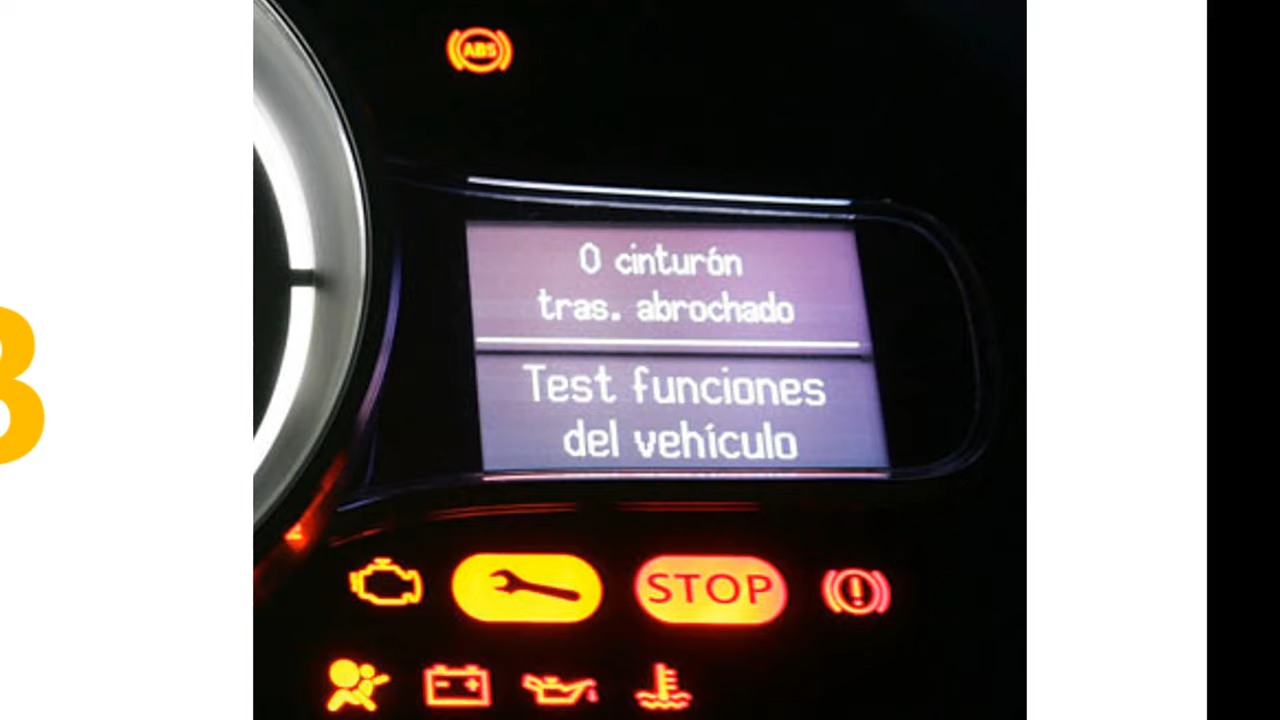 ABS
0 cinturón
tras. abrochado
Test funciones
del vehículo
STOP